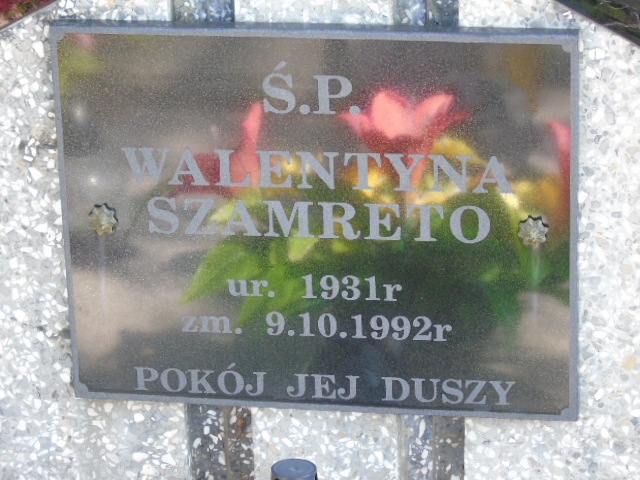 Ś.P.
WALENTYNA
SZAMRETO
ur. 1931r
zm. 9.10.1992r
POKÓJ JEJ DUSZY